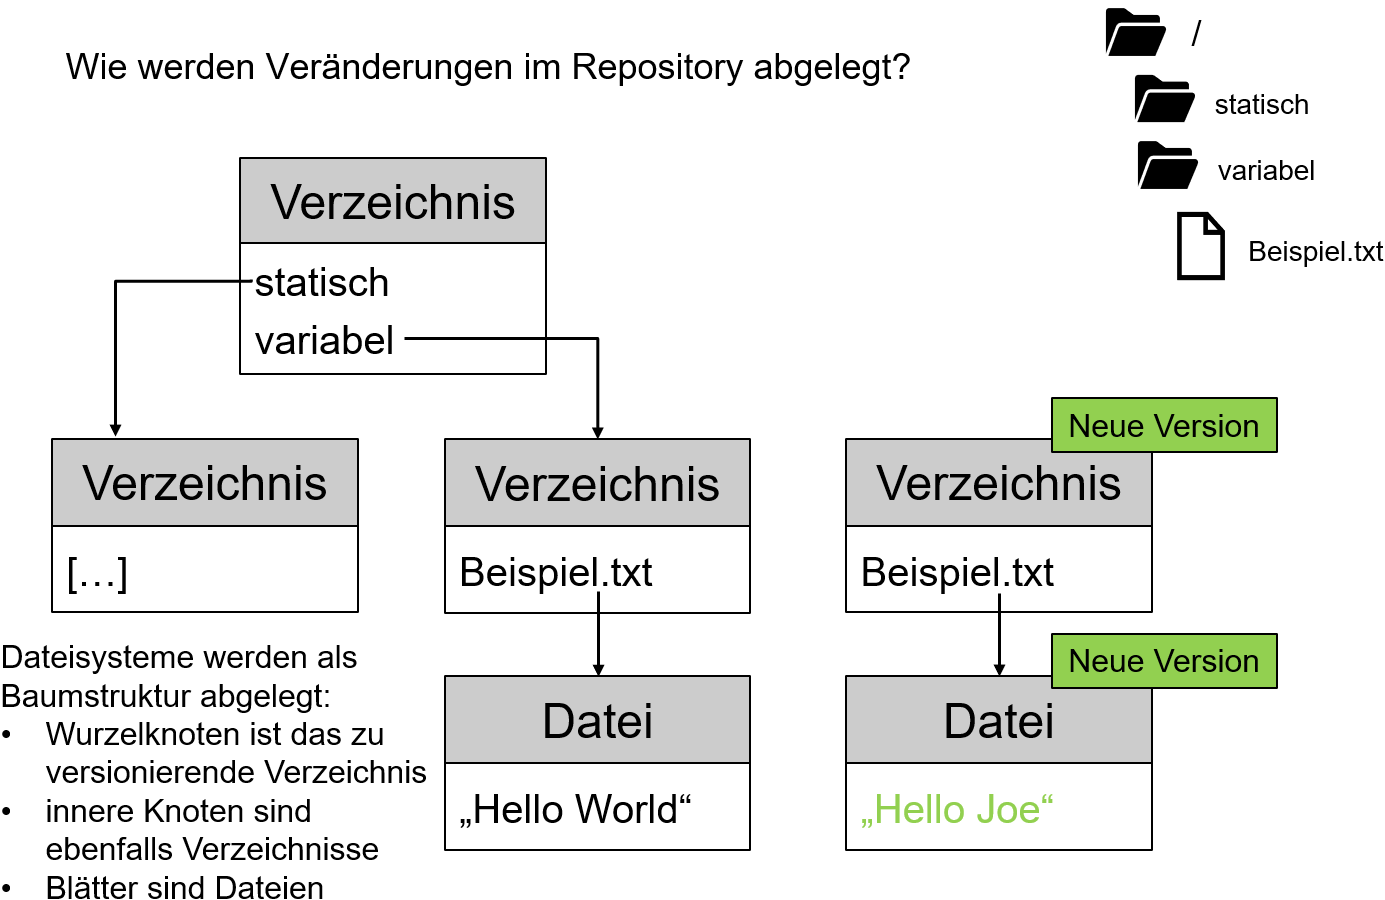 Wie werden Veränderungen im Repository abgelegt?
/
statisch
variabel
Beispiel.txt
Verzeichnis
statisch
variabel
Verzeichnis
[…]
Verzeichnis
Beispiel.txt
Neue Version
Verzeichnis
Beispiel.txt
Datei
„Hello World“
Neue Version
Datei
„Hello Joe“
Dateisysteme werden als
Baumstruktur abgelegt:
• Wurzelknoten ist das zu
versionierende Verzeichnis
• innere Knoten sind
ebenfalls Verzeichnisse
• Blätter sind Dateien